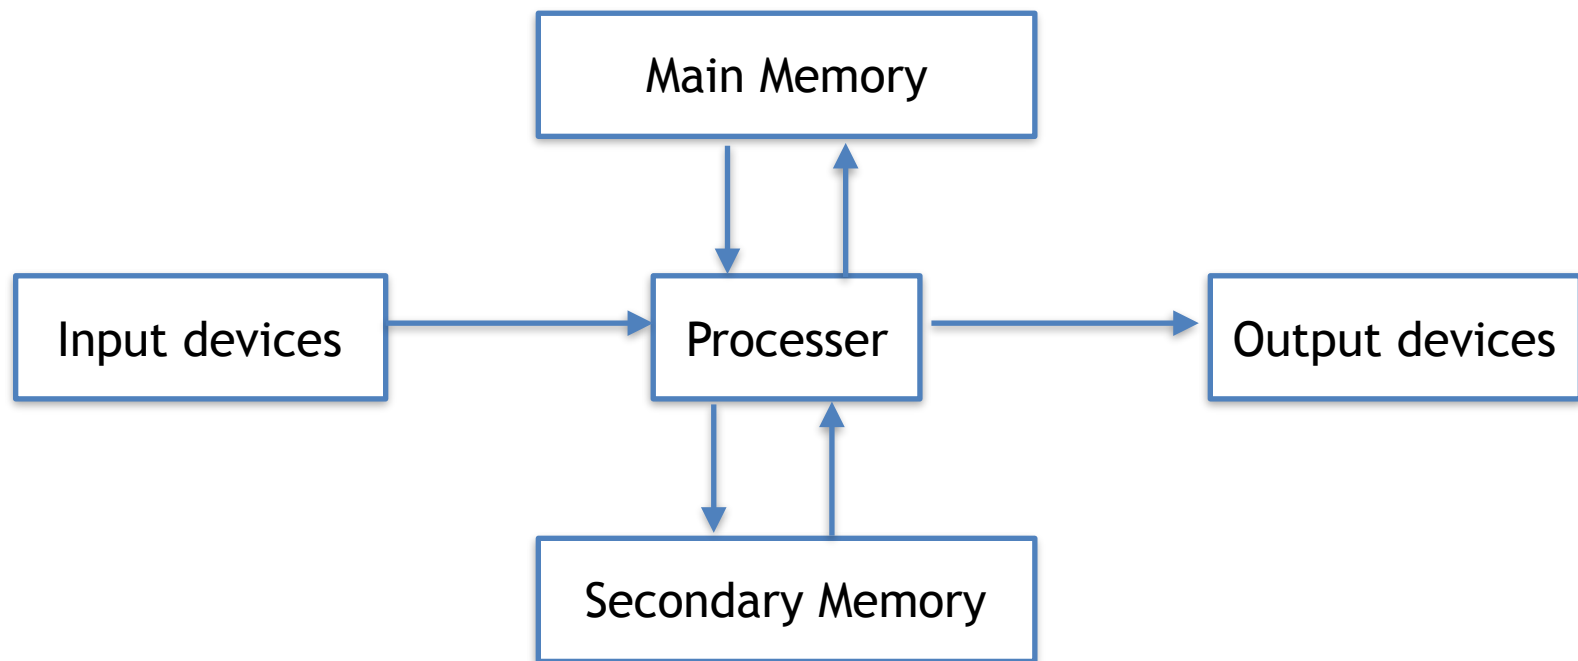 Main Memory
Input devices
Processer
Output devices
Secondary Memory